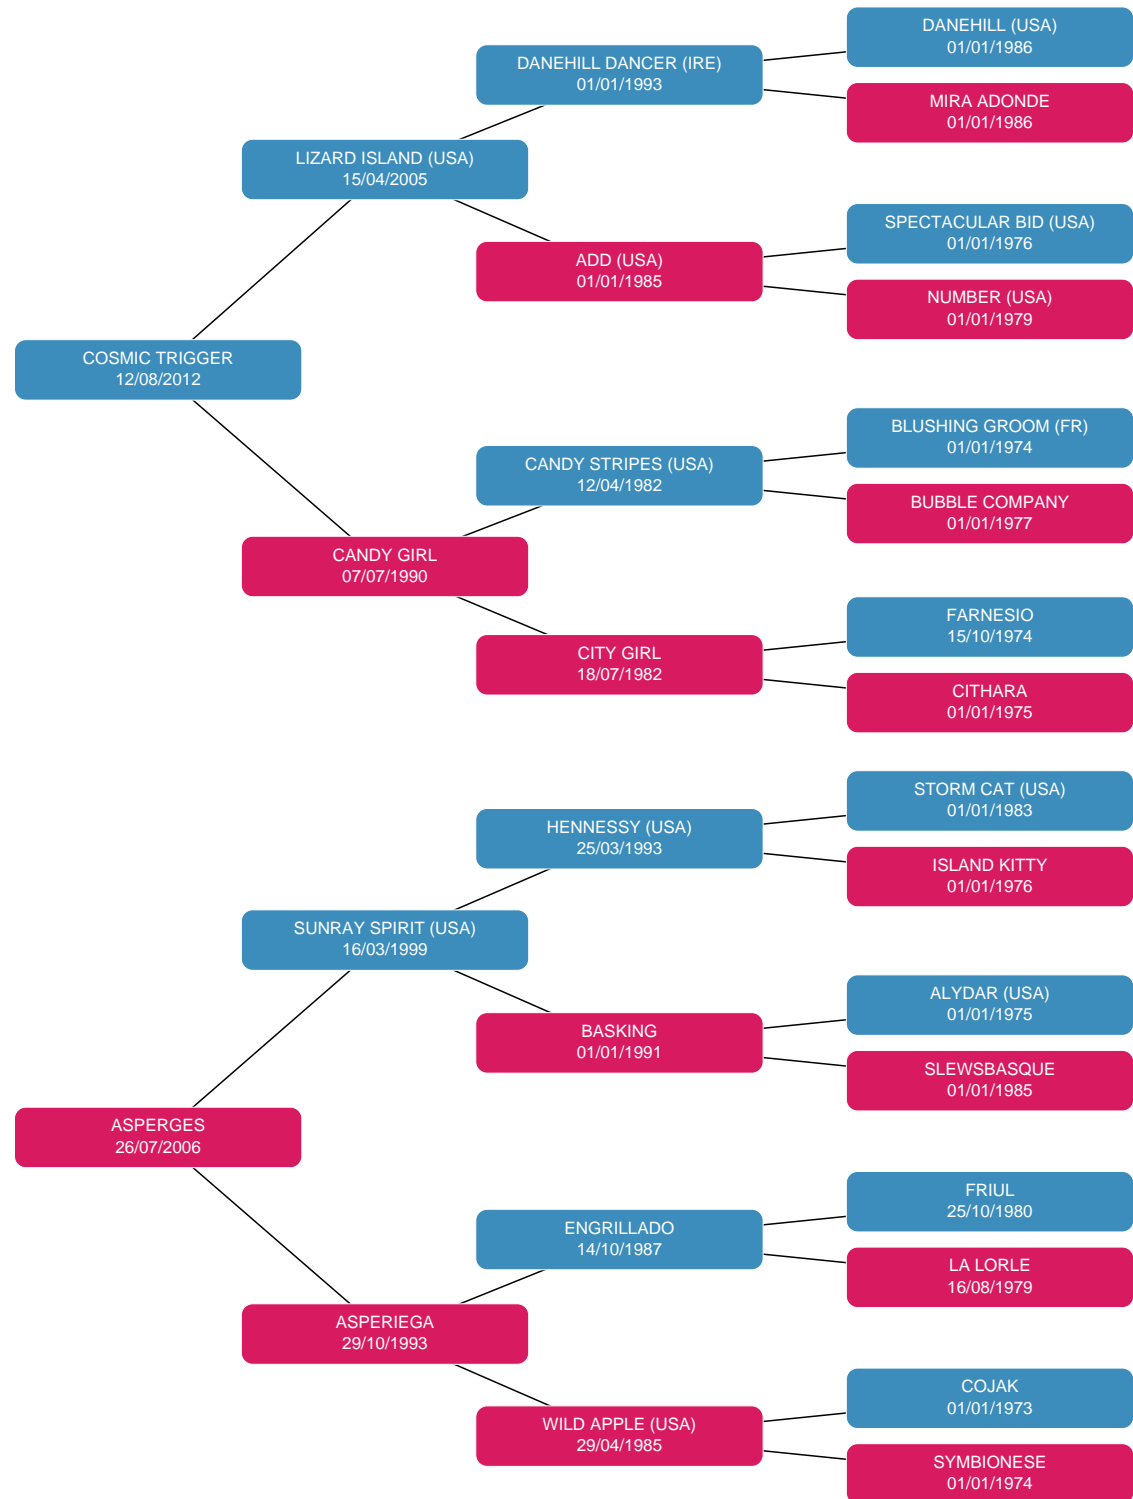 DANEHILL (USA)
01/01/1986
DANEHILL DANCER (IRE)
01/01/1993
MIRA ADONDE
01/01/1986
LIZARD ISLAND (USA)
15/04/2005
SPECTACULAR BID (USA)
01/01/1976
ADD (USA)
01/01/1985
NUMBER (USA)
01/01/1979
COSMIC TRIGGER
12/08/2012
BLUSHING GROOM (FR)
01/01/1974
CANDY STRIPES (USA)
12/04/1982
BUBBLE COMPANY
01/01/1977
CANDY GIRL
07/07/1990
FARNESIO
15/10/1974
CITY GIRL
18/07/1982
CITHARA
01/01/1975
STORM CAT (USA)
01/01/1983
HENNESSY (USA)
25/03/1993
ISLAND KITTY
01/01/1976
SUNRAY SPIRIT (USA)
16/03/1999
ALYDAR (USA)
01/01/1975
BASKING
01/01/1991
SLEWSBASQUE
01/01/1985
ASPERGES
26/07/2006
FRIUL
25/10/1980
ENGRILLADO
14/10/1987
LA LORLE
16/08/1979
ASPERIEGA
29/10/1993
COJAK
01/01/1973
WILD APPLE (USA)
29/04/1985
SYMBIONESE
01/01/1974